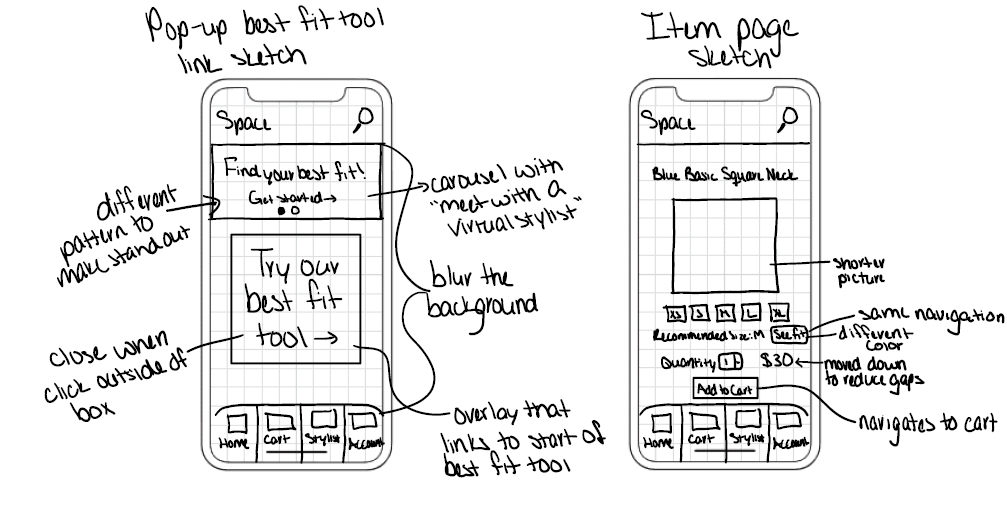 Pop-up best fit tool
link sketch
Space
Find your best fit!
Get started→
different
pattern to
make standout
carousel with
"meet with a
virtual stylist"
Try our
best fit
tool →
blur the
background
close when
click outside of
box
overlay that
links to start of
best fit tool
Home Cart Stylist Account
Item page
sketch
Space
Blue Basic Square Neck
shorter
picture
XS S M L XL
Recommended Size: M See fit
same navigation
different
color
Quantity 1 $30
moved down
to reduce gaps
Add to Cart
navigates to cart
Home Cart Stylist Account